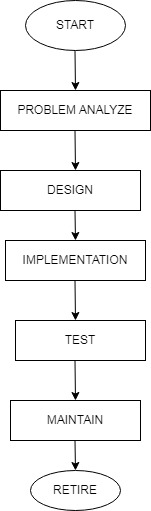 START
PROBLEM ANALYZE
DESIGN
IMPLEMENTATION
TEST
MAINTAIN
RETIRE